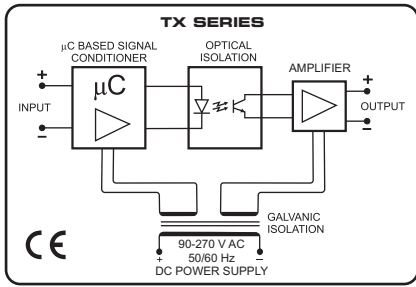 TX SERIES
µC BASED SIGNAL
CONDITIONER
OPTICAL
ISOLATION
AMPLIFIER
+
+
µC
INPUT
OUTPUT
–
–
GALVANIC
ISOLATION
90-270 V AC
50/60 Hz
+ –
DC POWER SUPPLY
CE